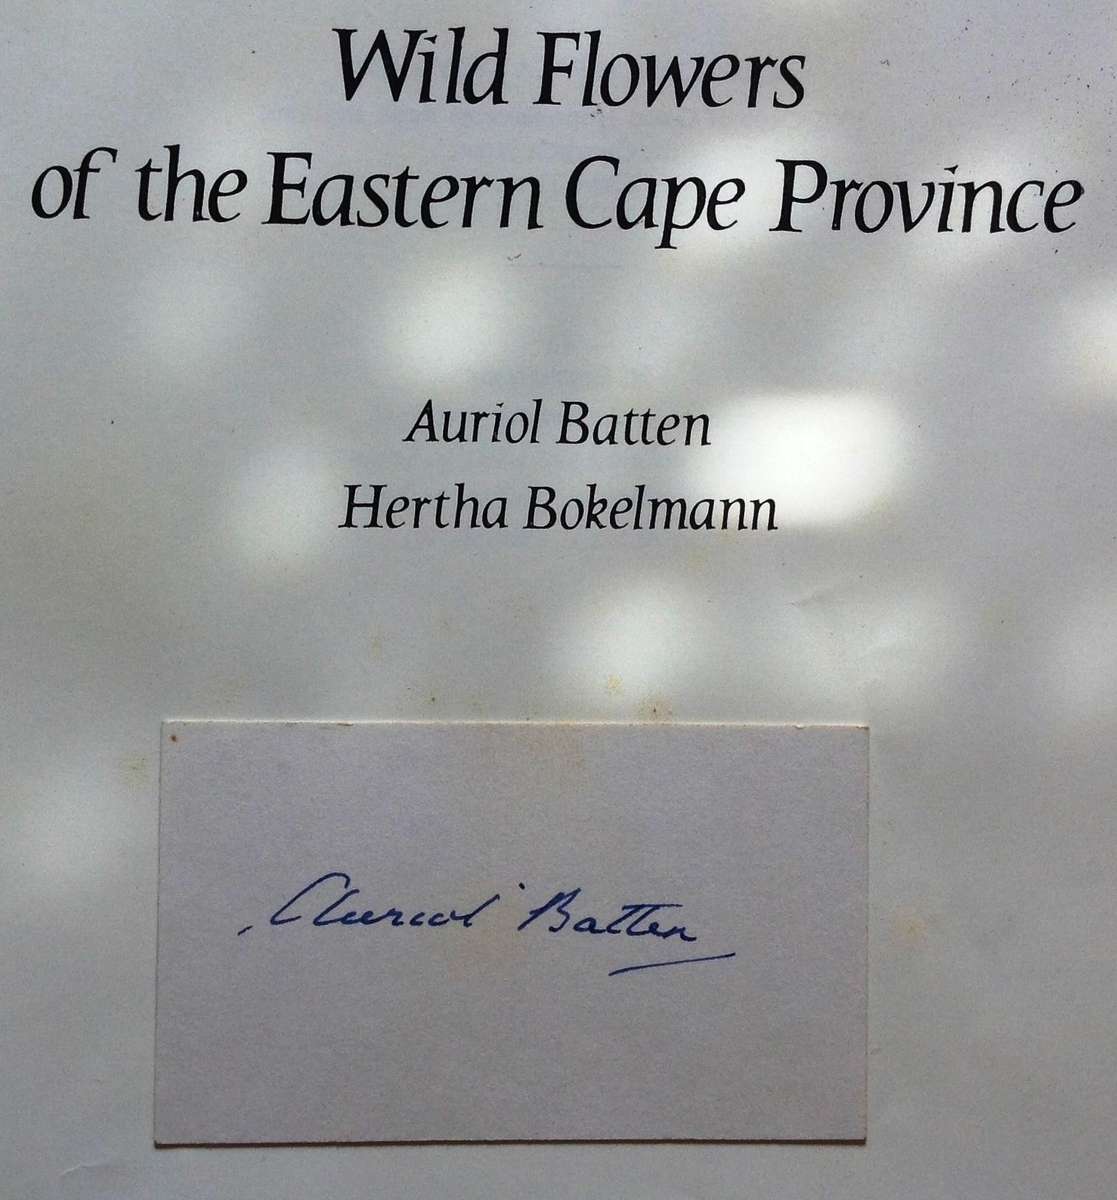 Wild Flowers
of the Eastern Cape Province
Auriol Batten
Hertha Bokelmann
Auriol Batten